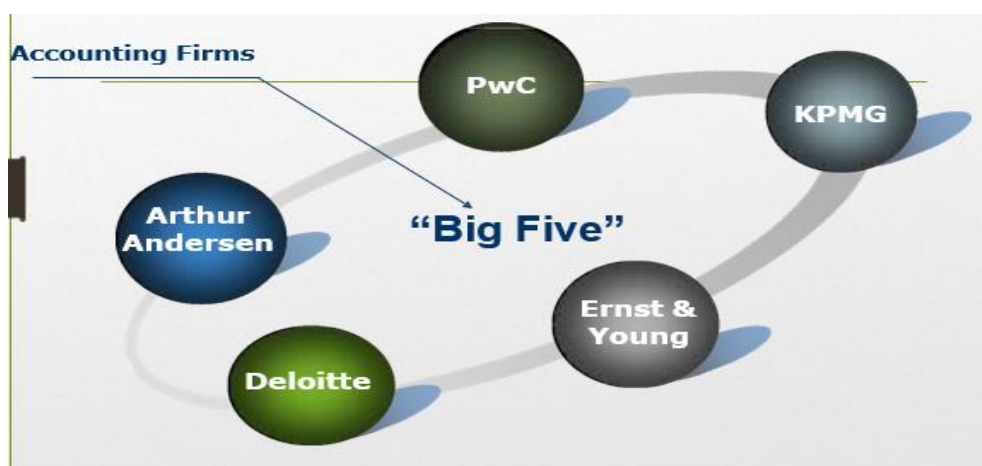 Accounting Firms
PwC
KPMG
Arthur
Andersen
“Big Five”
Ernst &
Young
Deloitte